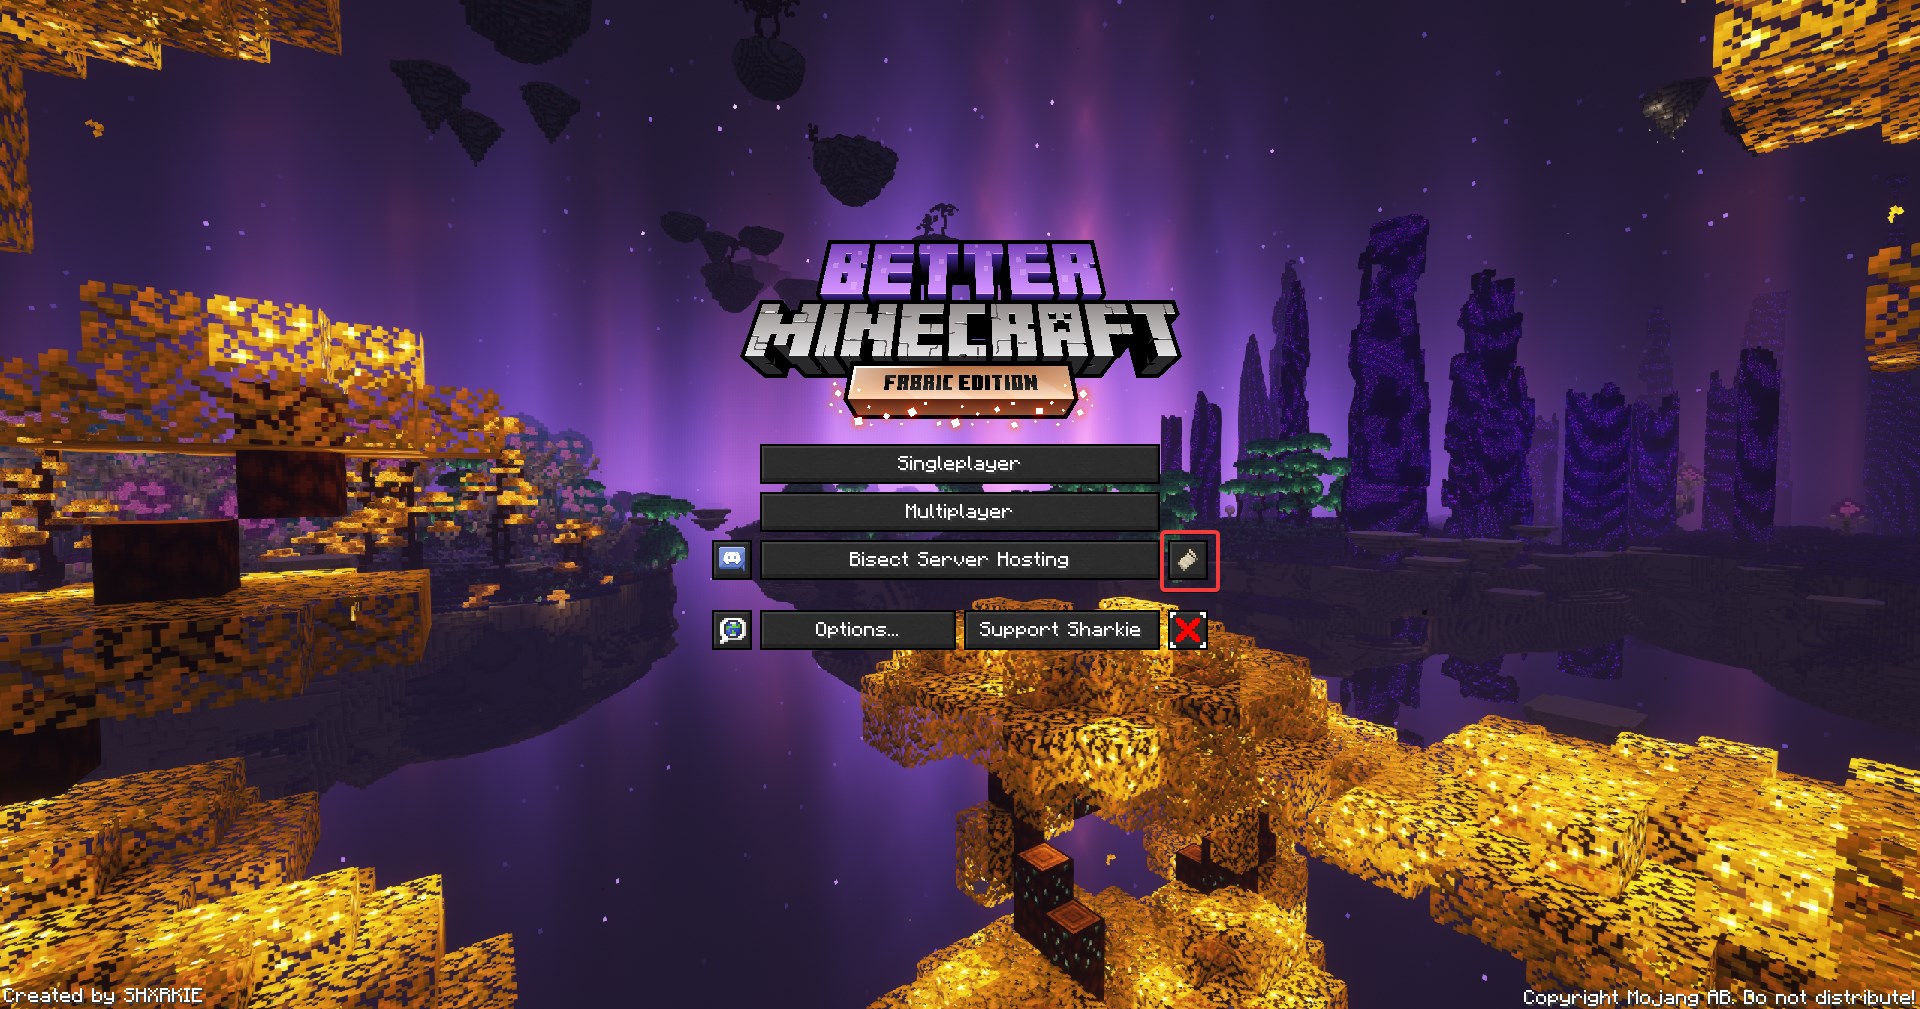 BETTER
MINECRAFT
FABRIC EDITION
Singleplayer
Multiplayer
Bisect Server Hosting
Options...
Support Sharkie
Created by SHXRKIE
Copyright Mojang AB. Do not distribute!